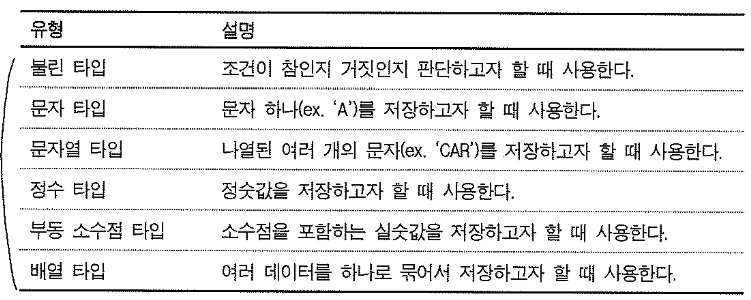 유형 설명
불린 타입 조건이 참인지 거짓인지 판단하고자 할 때 사용한다.
문자 타입 문자 하나(ex. ‘A’)를 저장하고자 할 때 사용한다.
문자열 타입 나열된 여러 개의 문자(ex. ‘CAR’)를 저장하고자 할 때 사용한다.
정수 타입 정숫값을 저장하고자 할 때 사용한다.
부동 소수점 타입 소수점을 포함하는 실숫값을 저장하고자 할 때 사용한다.
배열 타입 여러 데이터를 하나로 묶어서 저장하고자 할 때 사용한다.